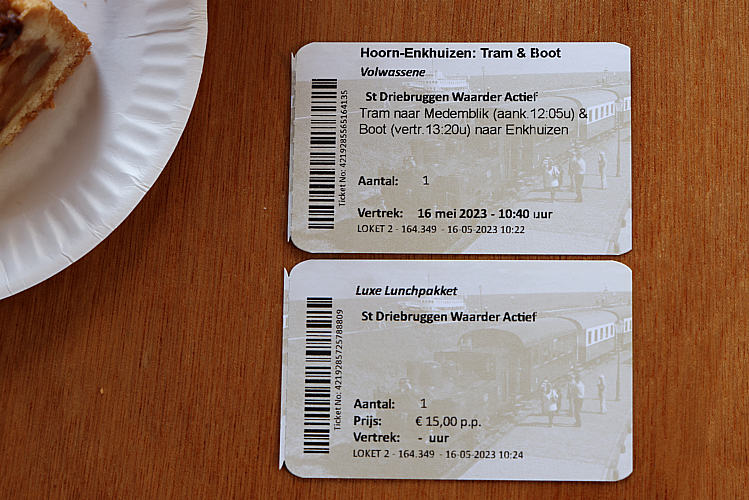 Hoorn-Enkhuizen: Tram & Boot
Volwassene
St Driebruggen Waarder Actief
Tram naar Medemblik (aank.12:05u) &
Boot (vertr.13:20u) naar Enkhuizen
Aantal: 1
Vertrek: 16 mei 2023 - 10:40 uur
LOKET 2 - 164.349 - 16-05-2023 10:22
Ticket No: 4219285565164135
Luxe Lunchpakket
St Driebruggen Waarder Actief
Aantal: 1
Prijs: € 15,00 p.p.
Vertrek: - uur
LOKET 2 - 164.349 - 16-05-2023 10:24
Ticket No: 4219285725788809